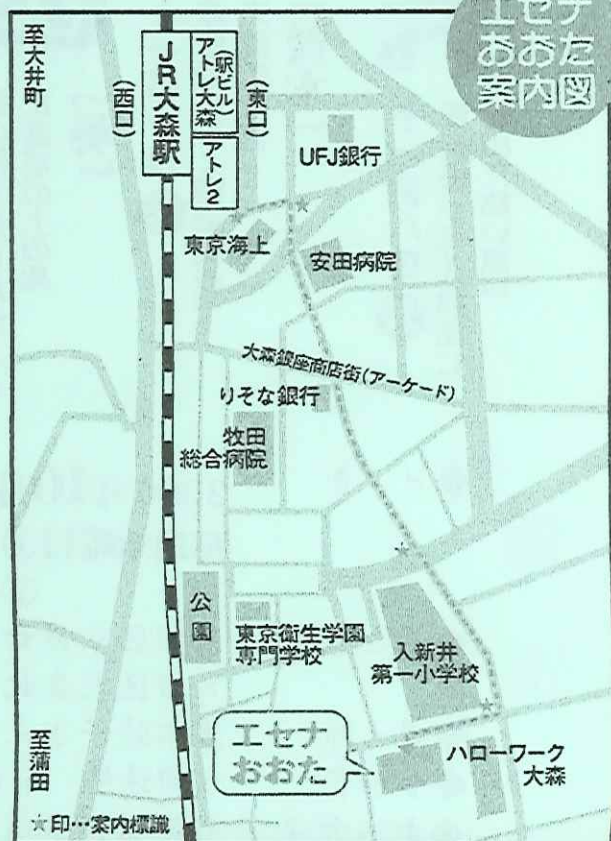 エセナ
おおた
案内図
至大井町
(西口)
JR大森駅
(駅ビル)
アトレ大森
アトレ2
(東口)
UFJ銀行
東京海上
安田病院
大森銀座商店街(アーケード)
りそな銀行
牧田
総合病院
公園
東京衛生学園
専門学校
入新井
第一小学校
エセナ
おおた
ハローワーク
大森
至蒲田
☆印…案内標識